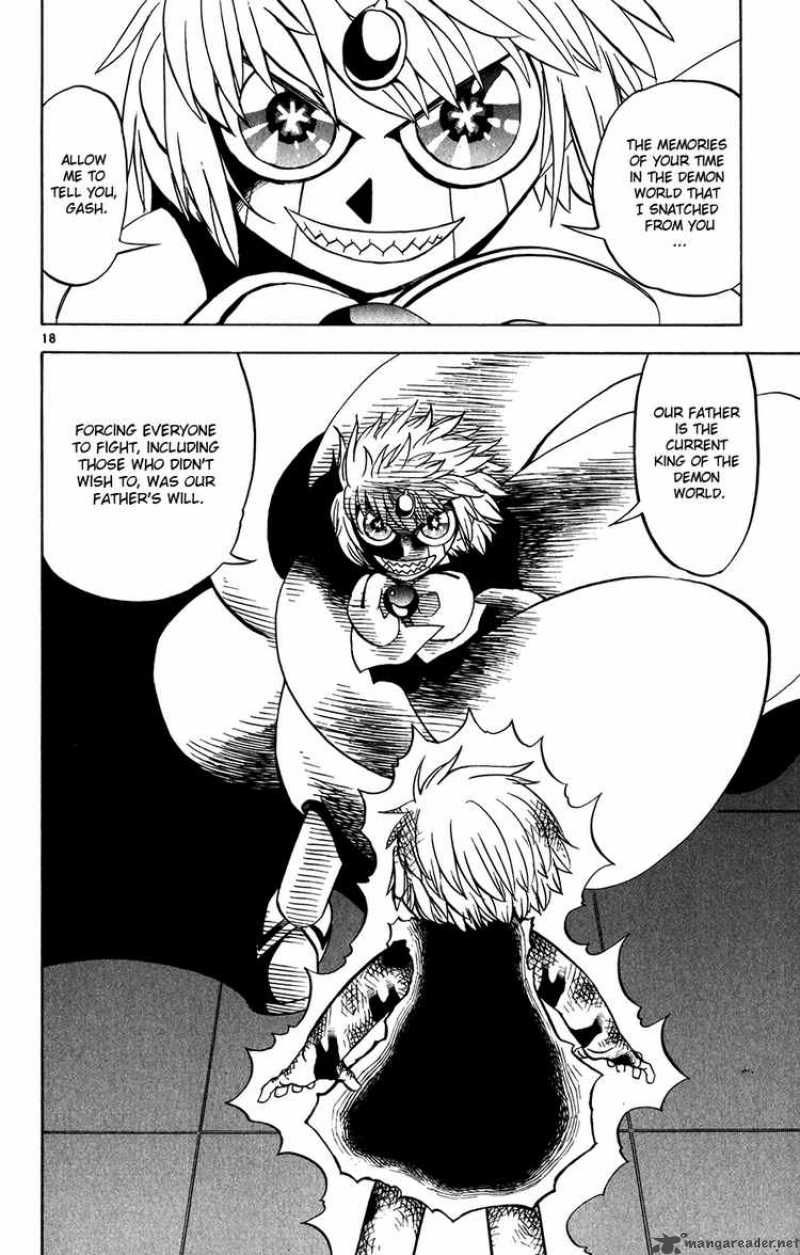 THE MEMORIES
OF YOUR TIME
IN THE DEMON
WORLD THAT
I SNATCHED
FROM YOU
...
ALLOW
ME TO
TELL YOU,
GASH.
18
OUR FATHER
IS THE
CURRENT
KING OF THE
DEMON
WORLD.
FORCING EVERYONE
TO FIGHT, INCLUDING
THOSE WHO DIDN'T
WISH TO, WAS OUR
FATHER'S WILL.
mangareader.net